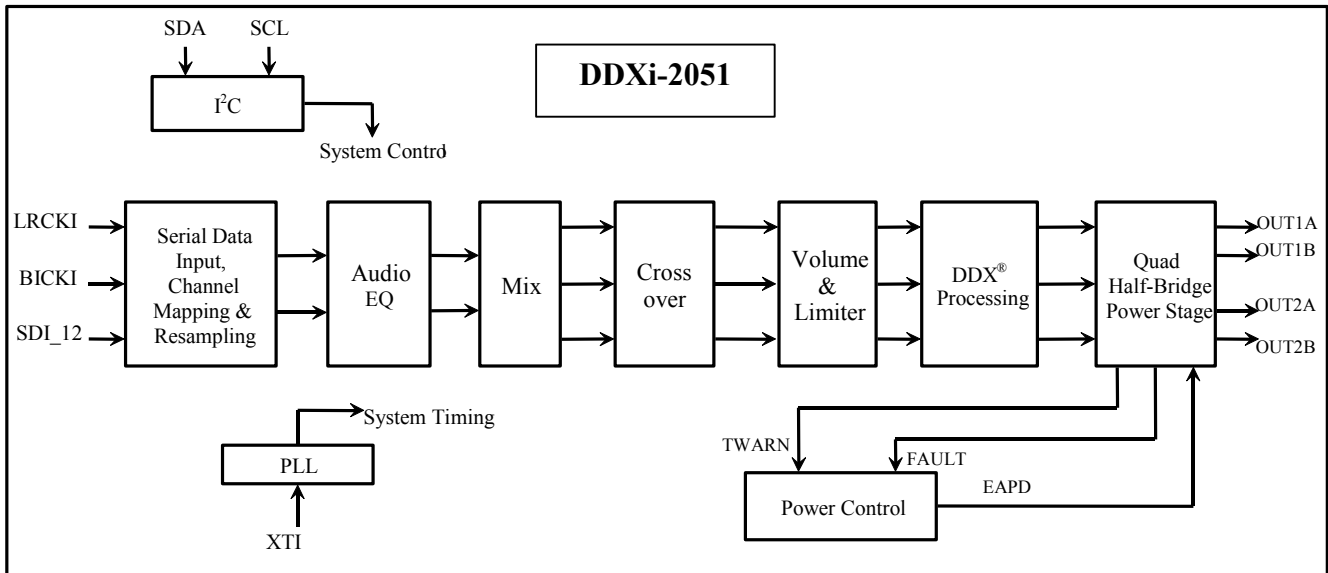 SDA
SCL
DDXi-2051
I²C
System Control
LRCKI
BICKI
SDI_12
Serial Data
Input,
Channel
Mapping &
Resampling
Audio
EQ
Mix
Cross
over
Volume
&
Limiter
DDX®
Processing
Quad
Half-Bridge
Power Stage
OUT1A
OUT1B
OUT2A
OUT2B
System Timing
PLL
XTI
TWARN
FAULT
Power Control
EAPD